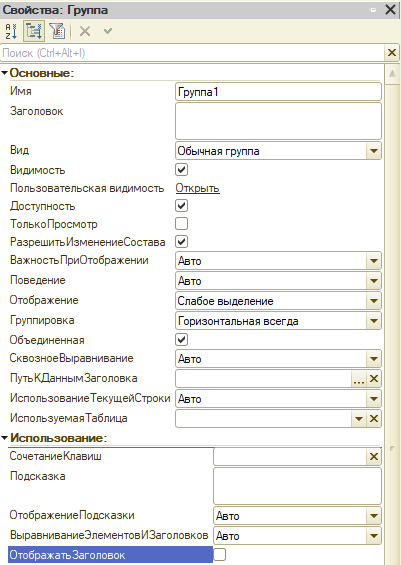 Свойства: Группа
Поиск (Ctrl+Alt+I)
Основные:
Имя Группа1
Заголовок
Вид Обычная группа
Видимость
Пользовательская видимость Открыть
Доступность
ТолькоПросмотр
РазрешитьИзменениеСостава
ВажностьПриОтображении Авто
Поведение Авто
Отображение Слабое выделение
Группировка Горизонтальная всегда
Объединенная
СквозноеВыравнивание Авто
ПутьКДаннымЗаголовка ...
ИспользованиеТекущейСтроки Авто
ИспользуемаяТаблица
Использование:
СочетаниеКлавиш
Подсказка
ОтображениеПодсказки Авто
ВыравниваниеЭлементовИЗаголовков Авто
ОтображатьЗаголовок